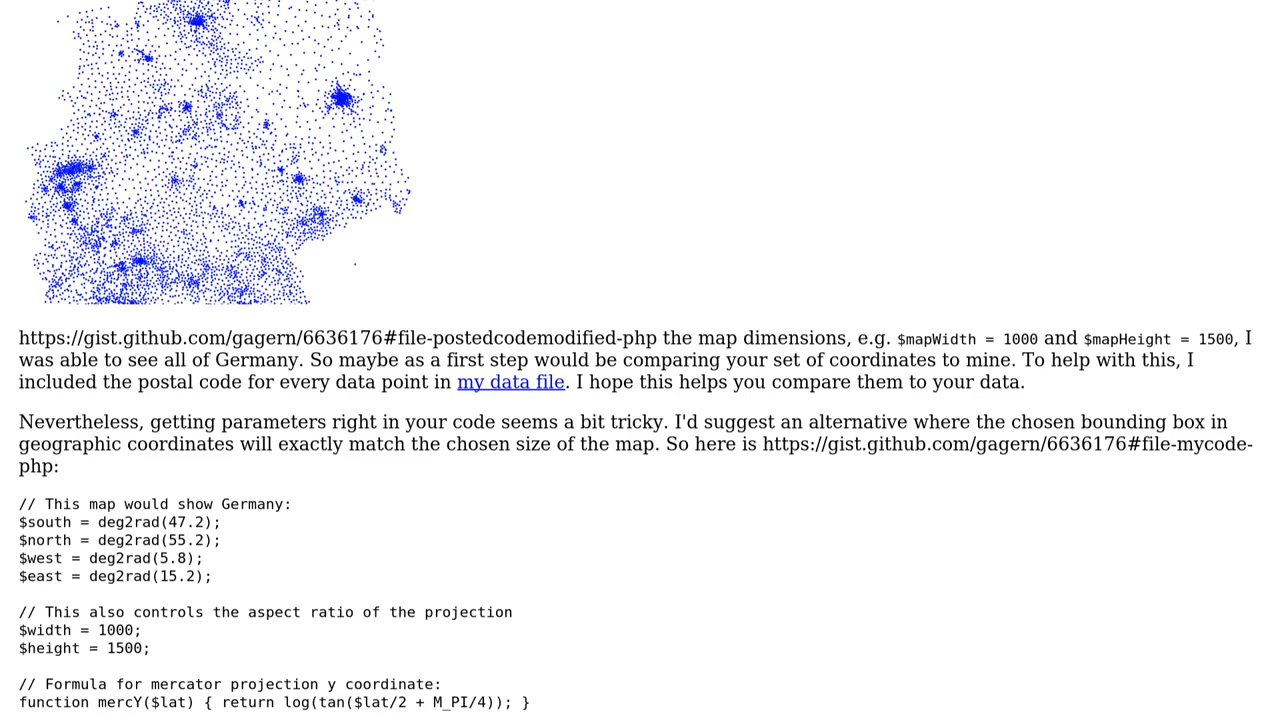 https://gist.github.com/gagern/6636176#file-postedcodemodified-php the map dimensions, e.g. $mapWidth = 1000 and $mapHeight = 1500, I
was able to see all of Germany. So maybe as a first step would be comparing your set of coordinates to mine. To help with this, I
included the postal code for every data point in my data file. I hope this helps you compare them to your data.
Nevertheless, getting parameters right in your code seems a bit tricky. I'd suggest an alternative where the chosen bounding box in
geographic coordinates will exactly match the chosen size of the map. So here is https://gist.github.com/gagern/6636176#file-mycode-
php:
// This map would show Germany:
$south = deg2rad(47.2);
$north = deg2rad(55.2);
$west = deg2rad(5.8);
$east = deg2rad(15.2);
// This also controls the aspect ratio of the projection
$width = 1000;
$height = 1500;
// Formula for mercator projection y coordinate:
function mercY($lat) { return log(tan($lat/2 + M_PI/4)); }